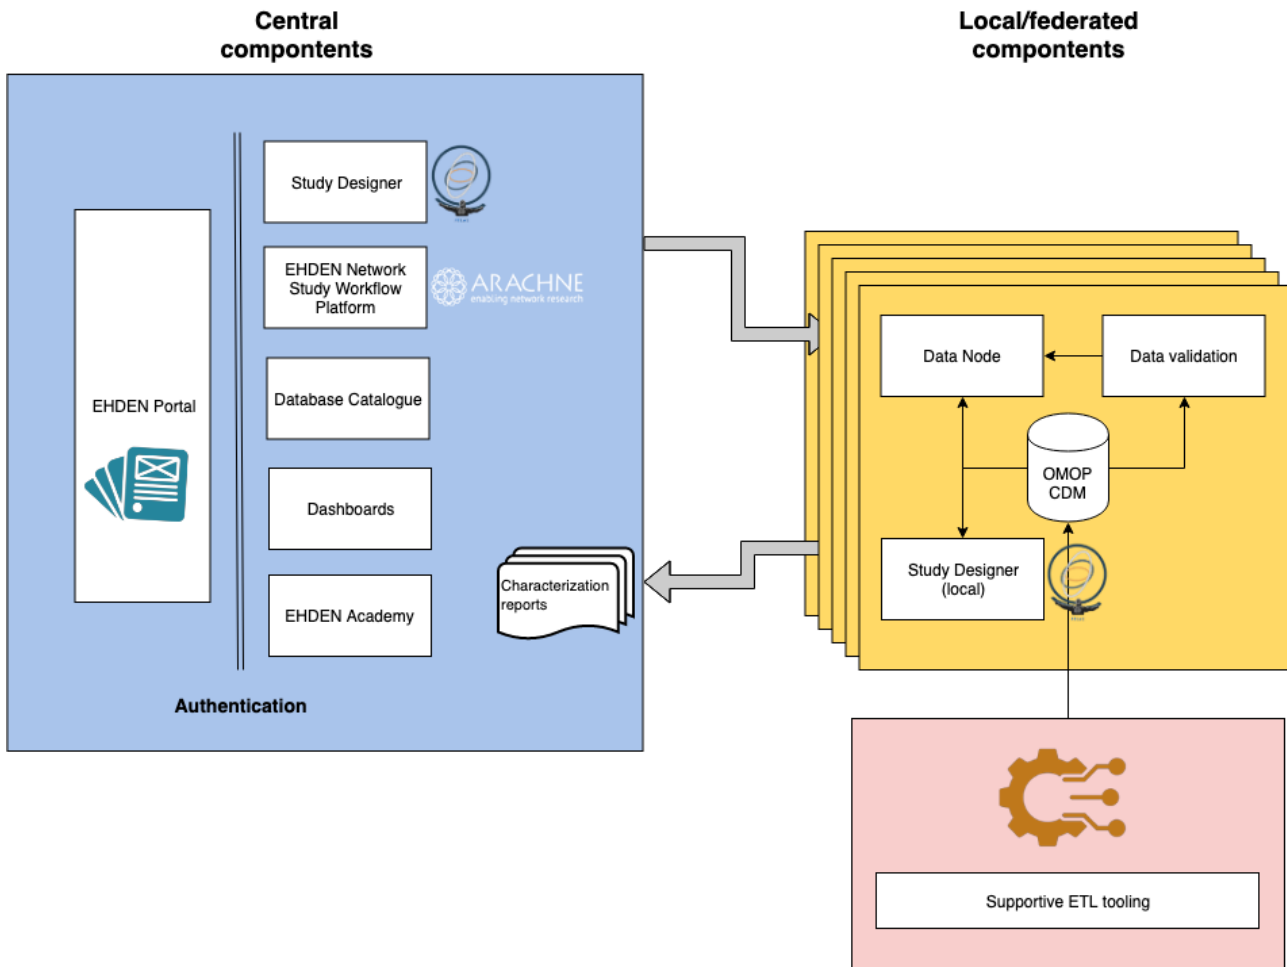 Central
compontents
Local/federated
compontents
Study Designer
EHDEN Network
Study Workflow
Platform
ARACHNE
enabling network research
EHDEN Portal
Database Catalogue
Dashboards
EHDEN Academy
Characterization
reports
Authentication
Data Node
Data validation
OMOP
CDM
Study Designer
(local)
Supportive ETL tooling